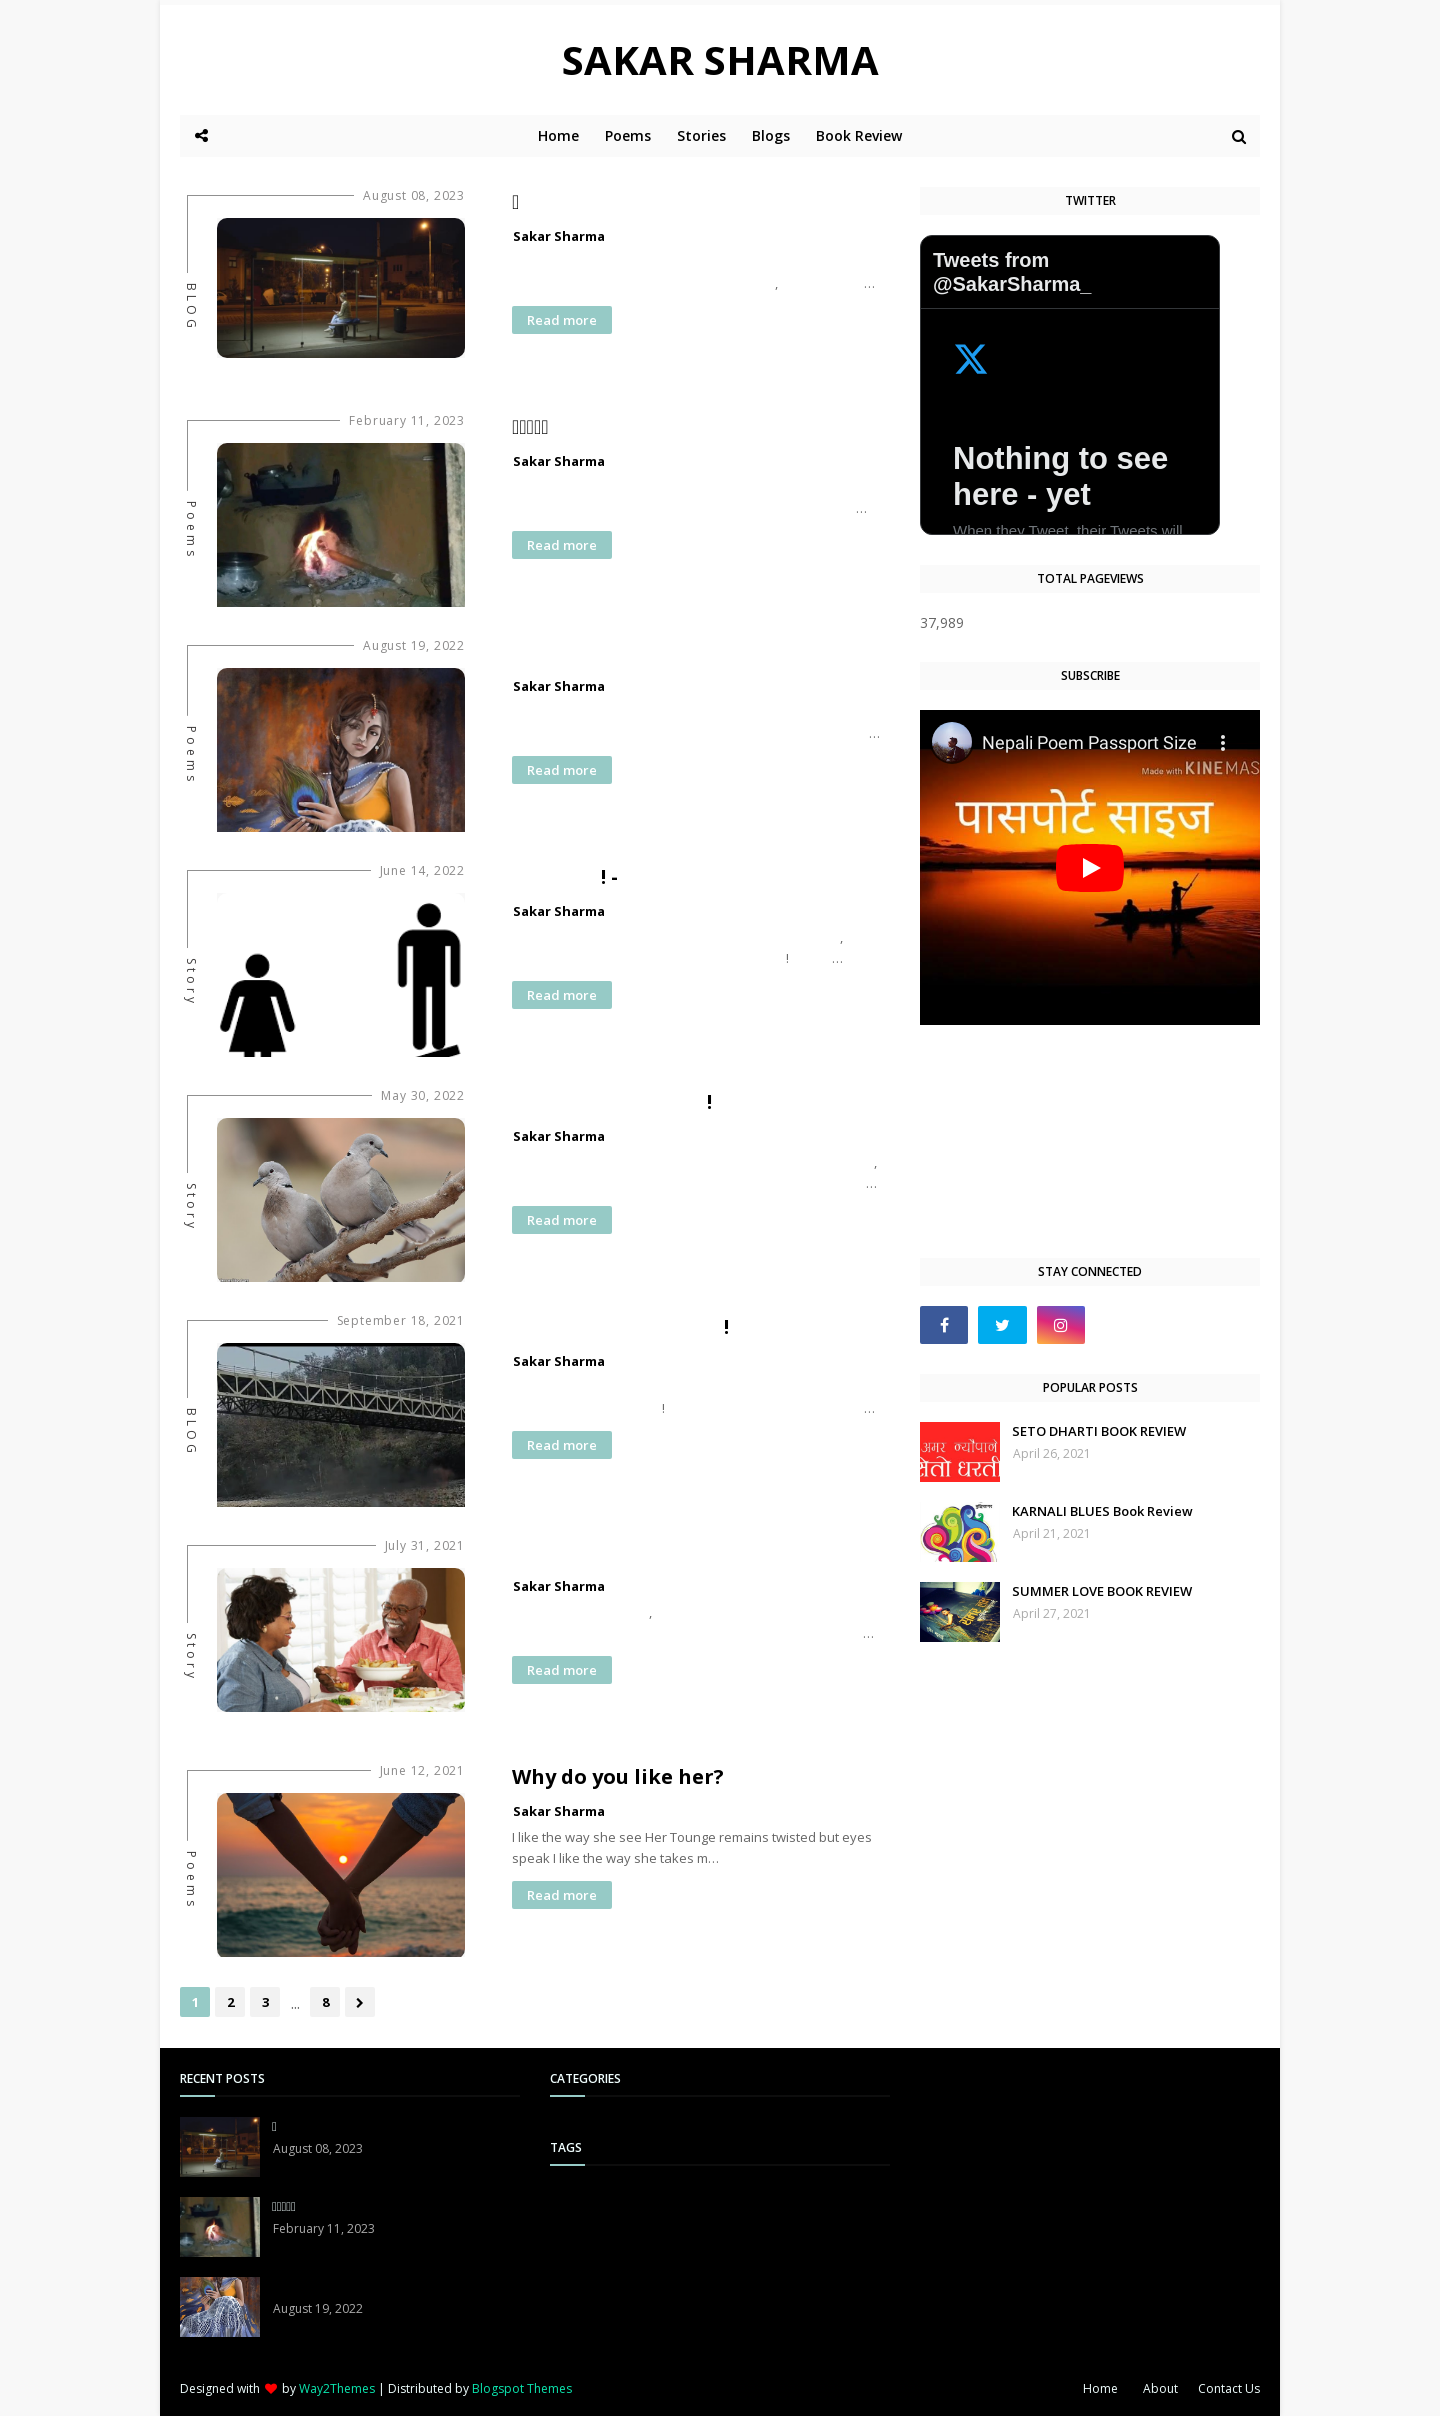 SAKAR SHARMA
Home Poems Stories Blogs Book Review
August 08, 2023
BLOG
Sakar Sharma
, …
Read more
February 11, 2023
Poems
Sakar Sharma
…
Read more
August 19, 2022
Poems
Sakar Sharma
…
Read more
June 14, 2022
Story
! -
Sakar Sharma
,
! …
Read more
May 30, 2022
Story
!
Sakar Sharma
,
…
Read more
September 18, 2021
BLOG
!
Sakar Sharma
! …
Read more
July 31, 2021
Story
Sakar Sharma
,
…
Read more
June 12, 2021
Poems
Why do you like her?
Sakar Sharma
I like the way she see Her Tounge remains twisted but eyes
speak I like the way she takes m…
Read more
1 2 3 ... 8
TWITTER
Tweets from
@SakarSharma_
Nothing to see
here - yet
When they Tweet, their Tweets will
TOTAL PAGEVIEWS
37,989
SUBSCRIBE
Nepali Poem Passport Size
Made with KINEMAS
पासपोर्ट साइज
STAY CONNECTED
POPULAR POSTS
अमर न्यौपाने
सेतो धरती
SETO DHARTI BOOK REVIEW
April 26, 2021
KARNALI BLUES Book Review
April 21, 2021
SUMMER LOVE BOOK REVIEW
April 27, 2021
RECENT POSTS
August 08, 2023
February 11, 2023
August 19, 2022
CATEGORIES
TAGS
Designed with by Way2Themes | Distributed by Blogspot Themes
Home About Contact Us